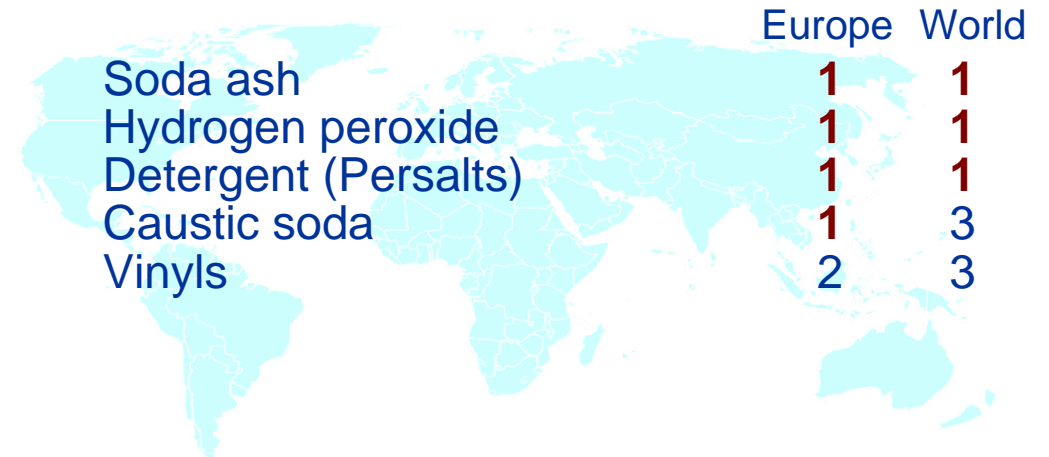 Europe World
Soda ash 1 1
Hydrogen peroxide 1 1
Detergent (Persalts) 1 1
Caustic soda 1 3
Vinyls 2 3